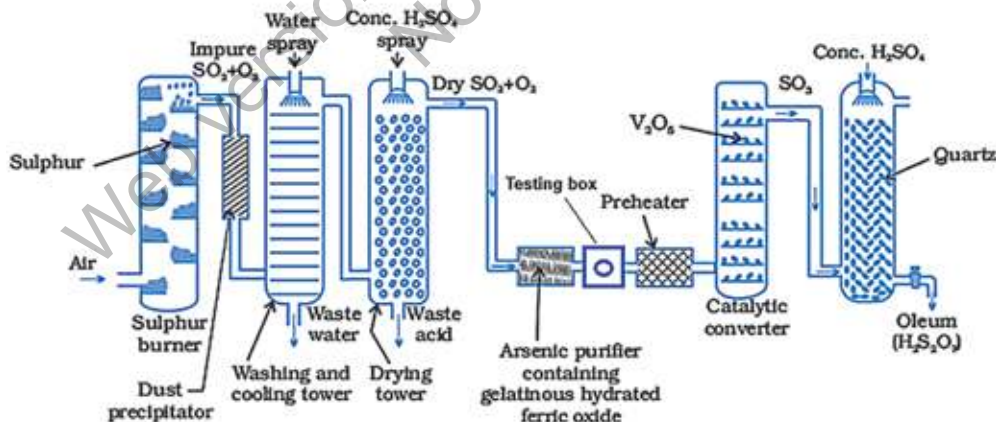 Water
spray
Conc. H₂SO₄
spray
Impure
SO₂+O₂
Dry SO₂+O₂
SO₃
Conc. H₂SO₄
V₂O₅
Sulphur
Quartz
Testing box
Preheater
Air
Waste
water
Waste
acid
Catalytic
converter
Sulphur
burner
Oleum
(H₂S₂O₇)
Washing and
cooling tower
Drying
tower
Arsenic purifier
containing
gelatinous hydrated
ferric oxide
Dust
precipitator